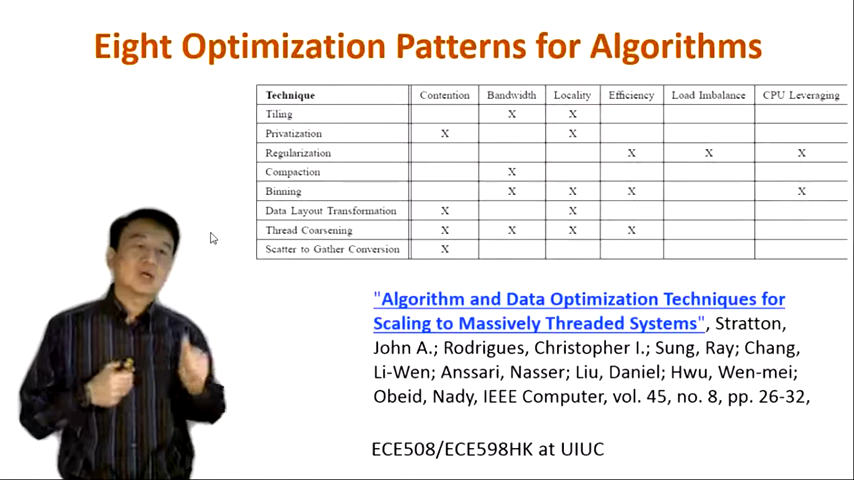 Eight Optimization Patterns for Algorithms
Technique Contention Bandwidth Locality Efficiency Load Imbalance CPU Leveraging
Tiling X X
Privatization X X
Regularization X X X
Compaction X
Binning X X X X
Data Layout Transformation X X
Thread Coarsening X X X X
Scatter to Gather Conversion X
"Algorithm and Data Optimization Techniques for
Scaling to Massively Threaded Systems", Stratton,
John A.; Rodrigues, Christopher I.; Sung, Ray; Chang,
Li-Wen; Anssari, Nasser; Liu, Daniel; Hwu, Wen-mei;
Obeid, Nady, IEEE Computer, vol. 45, no. 8, pp. 26-32,
ECE508/ECE598HK at UIUC